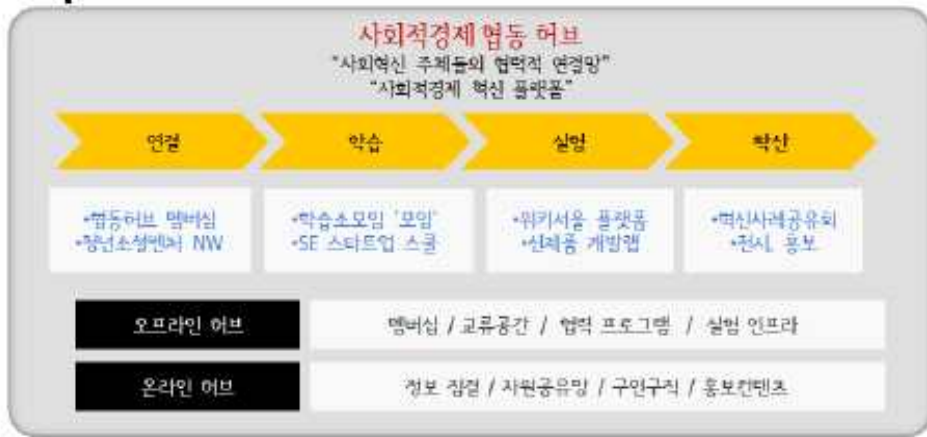 사회적경제 협동 허브
"사회혁신 주체들의 협력적 연결망"
"사회적경제 혁신 플랫폼"
연결
학습
실험
확산
•협동허브 멤버십
•청년소셜벤처 NW
•학습소모임 '모임'
•SE 스타트업 스쿨
•위키서울 플랫폼
•신제품 개발랩
•혁신사례공유회
•전시, 홍보
오프라인 허브
멤버십 / 교류공간 / 협력 프로그램 / 실험 인프라
온라인 허브
정보 집결 / 자원공유망 / 구인구직 / 홍보컨텐츠